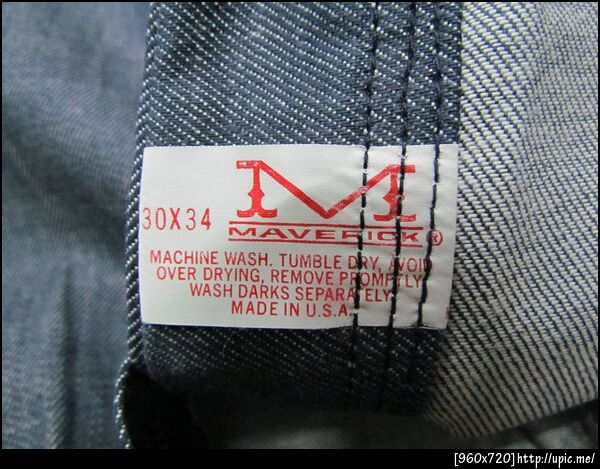 M
30X34
MAVERICK®
MACHINE WASH. TUMBLE DRY, AVOID
OVER DRYING, REMOVE PROMPTLY
WASH DARKS SEPARATELY
MADE IN U.S.A.
[960x720]http://upic.me/